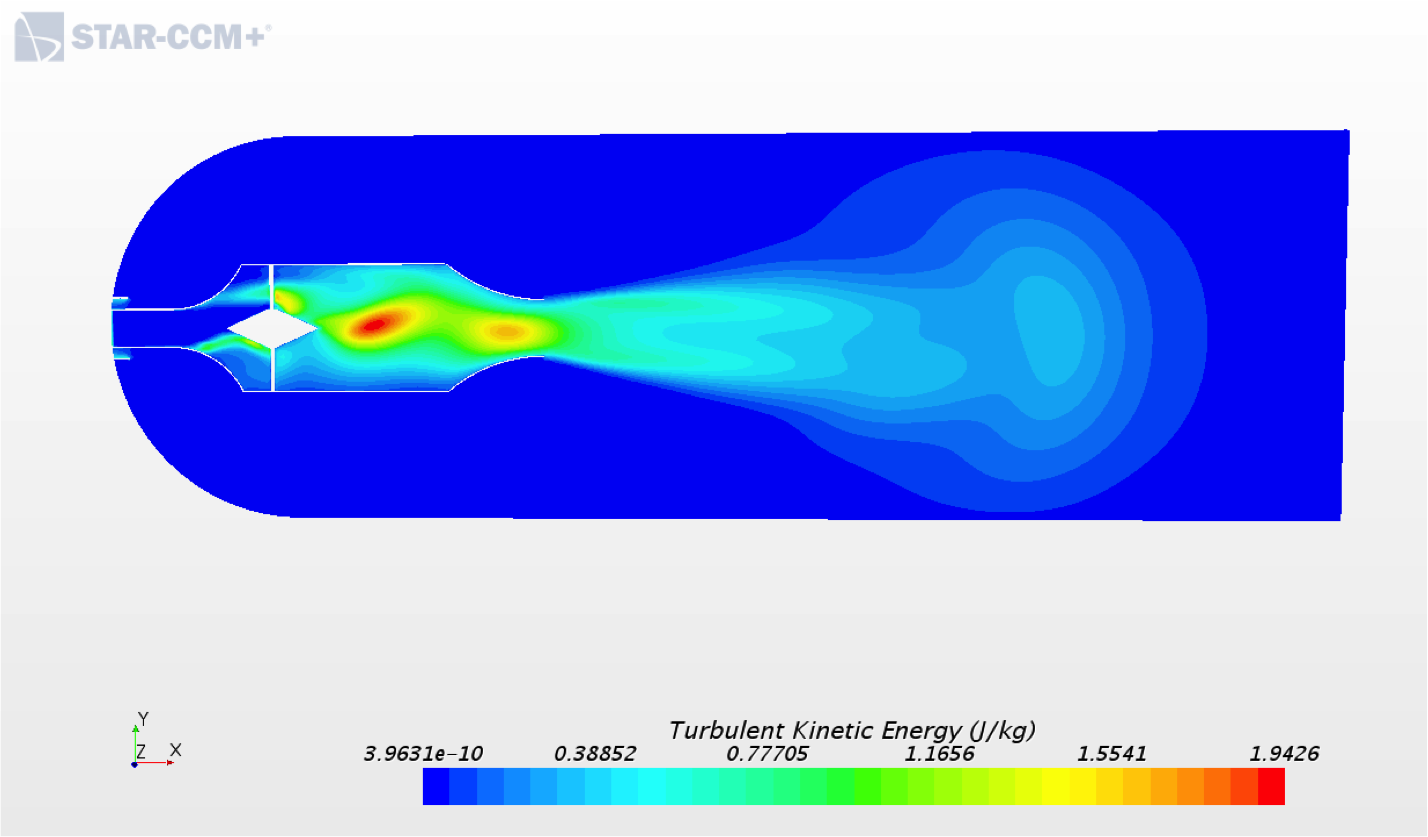 STAR-CCM+®
Y
Z X
Turbulent Kinetic Energy (J/kg)
3.9631e-10 0.38852 0.77705 1.1656 1.5541 1.9426